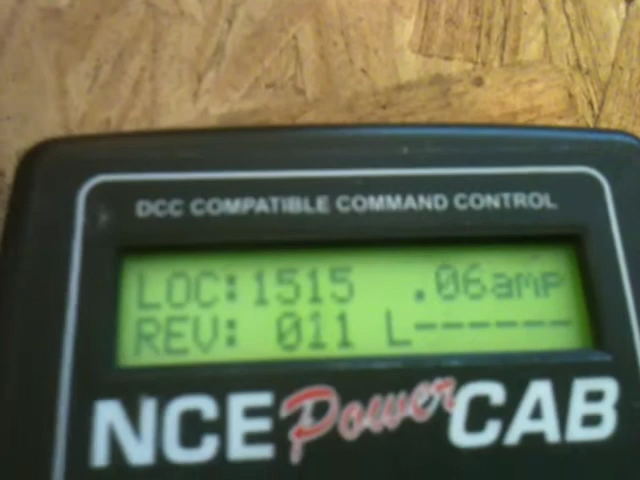 DCC COMPATIBLE COMMAND CONTROL
LOC:1515 .06amp
REV: 011 L------
NCE Power CAB